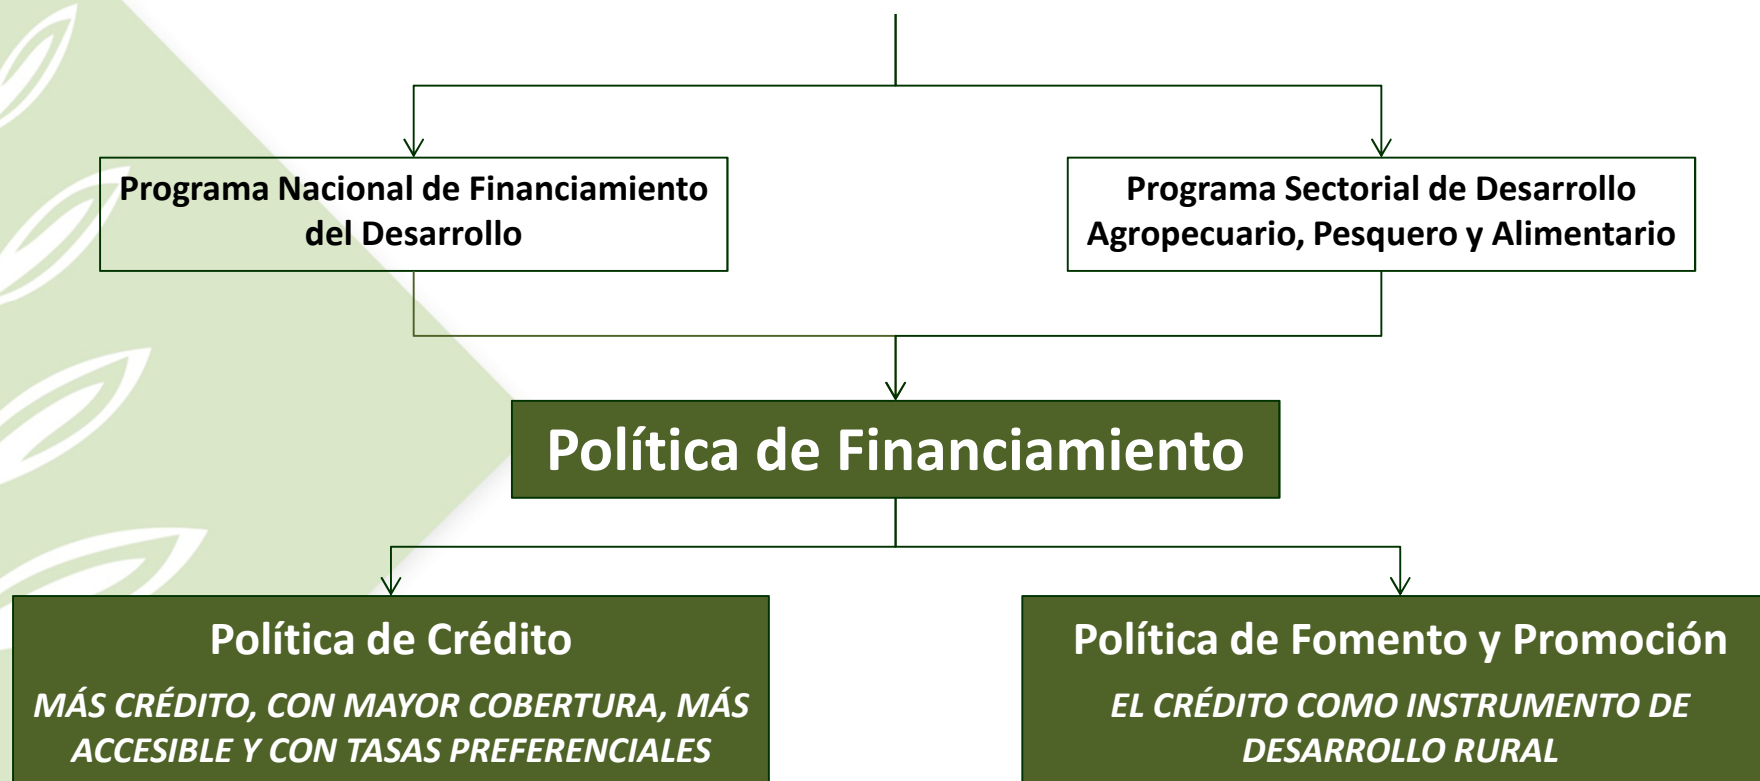 Programa Nacional de Financiamiento
del Desarrollo
Programa Sectorial de Desarrollo
Agropecuario, Pesquero y Alimentario
Política de Financiamiento
Política de Crédito
MÁS CRÉDITO, CON MAYOR COBERTURA, MÁS
ACCESIBLE Y CON TASAS PREFERENCIALES
Política de Fomento y Promoción
EL CRÉDITO COMO INSTRUMENTO DE
DESARROLLO RURAL